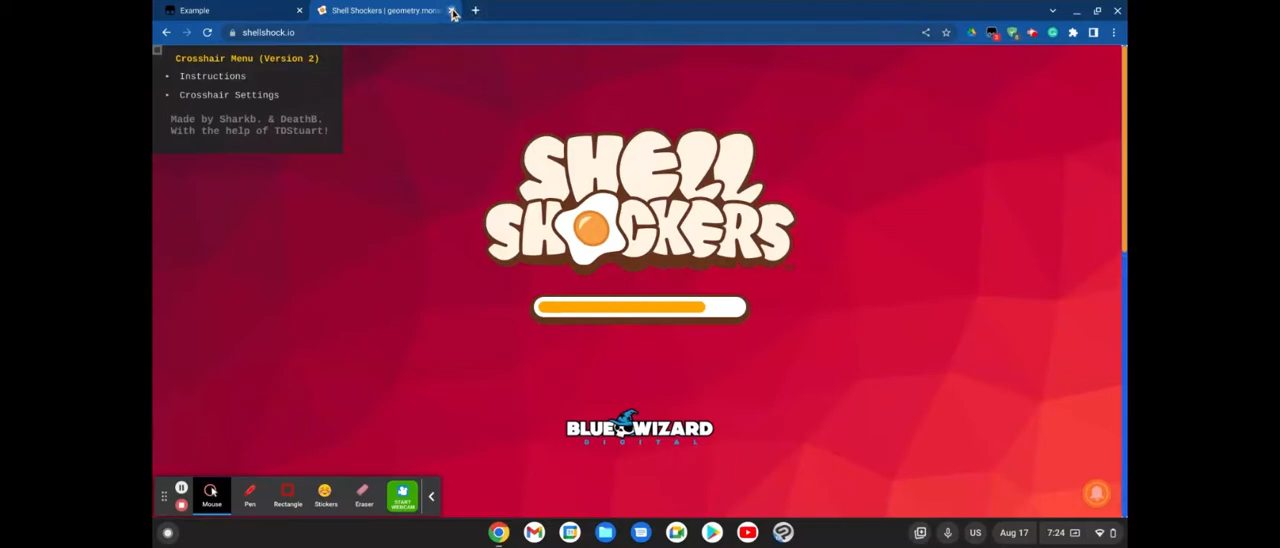 Example
Shell Shockers | geometry.mons
shellshock.io
Crosshair Menu (Version 2)
Instructions
Crosshair Settings
Made by Sharkb. & DeathB.
With the help of TDStuart!
SHELL
SHOCKERS
BLUE WIZARD
DIGITAL
Mouse
Pen
Rectangle
Stickers
Eraser
START
WEBCAM
US
Aug 17
7:24